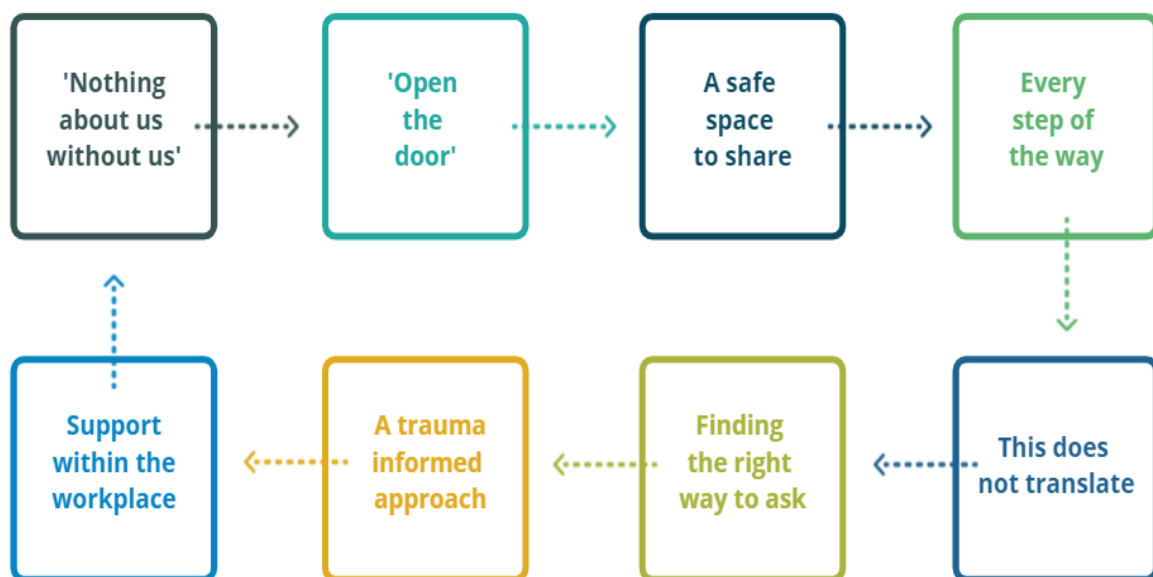 'Nothing
about us
without us'
'Open
the
door'
A safe
space
to share
Every
step of
the way
This does
not translate
Finding
the right
way to ask
A trauma
informed
approach
Support
within the
workplace